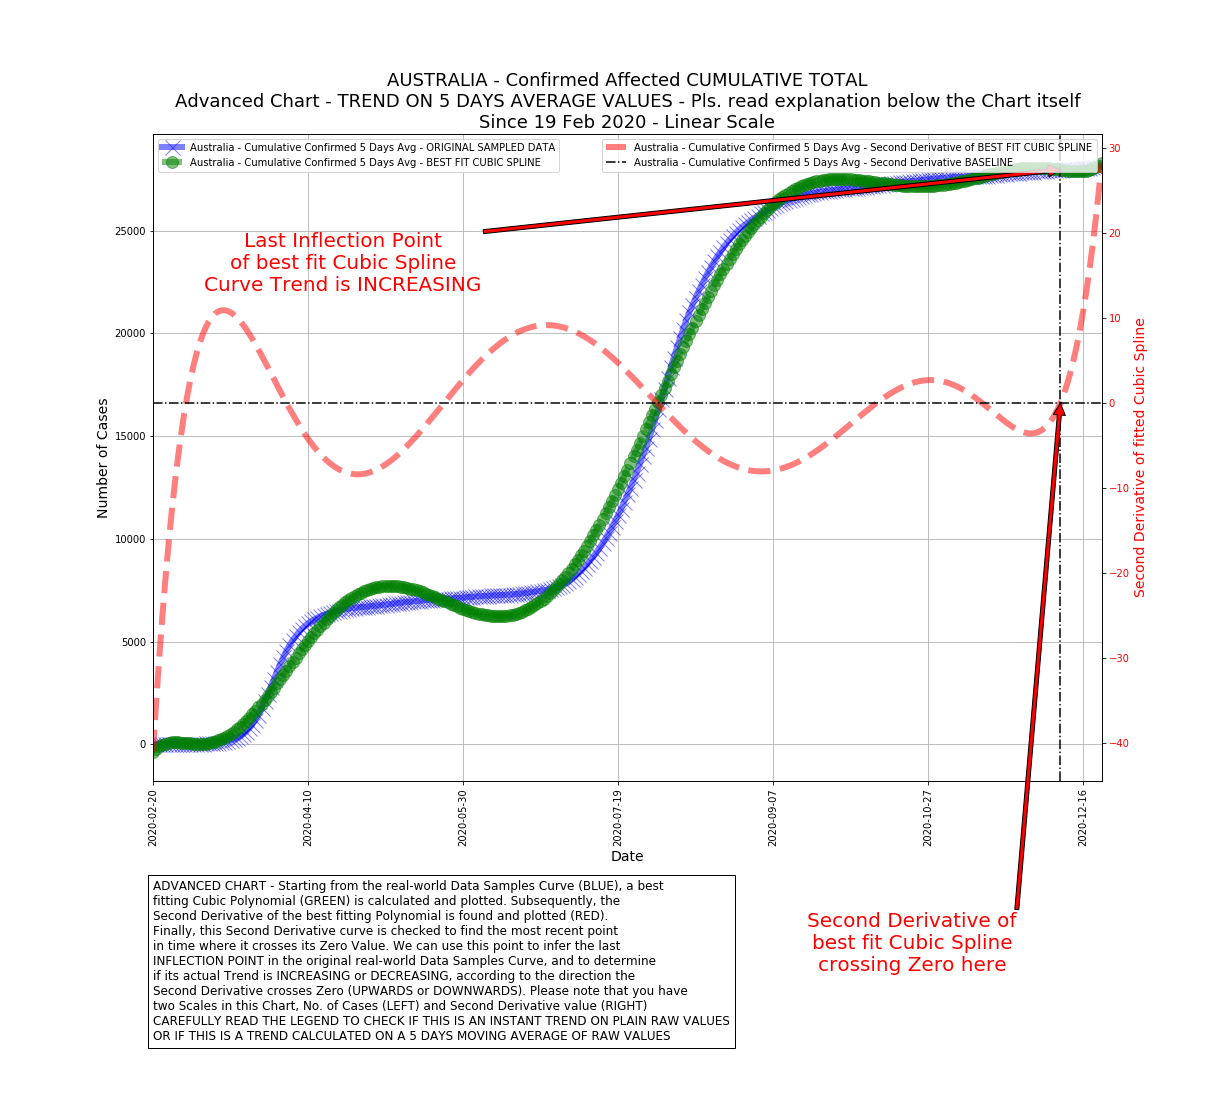 AUSTRALIA - Confirmed Affected CUMULATIVE TOTAL
Advanced Chart - TREND ON 5 DAYS AVERAGE VALUES - Pls. read explanation below the Chart itself
Since 19 Feb 2020 - Linear Scale
Australia - Cumulative Confirmed 5 Days Avg - ORIGINAL SAMPLED DATA
Australia - Cumulative Confirmed 5 Days Avg - BEST FIT CUBIC SPLINE
Australia - Cumulative Confirmed 5 Days Avg - Second Derivative of BEST FIT CUBIC SPLINE
Australia - Cumulative Confirmed 5 Days Avg - Second Derivative BASELINE
Last Inflection Point
of best fit Cubic Spline
Curve Trend is INCREASING
Number of Cases
25000
20000
15000
10000
5000
0
30
20
10
0
−10
−20
−30
−40
Second Derivative of fitted Cubic Spline
2020-02-20
2020-04-10
2020-05-30
2020-07-19
2020-09-07
2020-10-27
2020-12-16
Date
Second Derivative of
best fit Cubic Spline
crossing Zero here
ADVANCED CHART - Starting from the real-world Data Samples Curve (BLUE), a best
fitting Cubic Polynomial (GREEN) is calculated and plotted. Subsequently, the
Second Derivative of the best fitting Polynomial is found and plotted (RED).
Finally, this Second Derivative curve is checked to find the most recent point
in time where it crosses its Zero Value. We can use this point to infer the last
INFLECTION POINT in the original real-world Data Samples Curve, and to determine
if its actual Trend is INCREASING or DECREASING, according to the direction the
Second Derivative crosses Zero (UPWARDS or DOWNWARDS). Please note that you have
two Scales in this Chart, No. of Cases (LEFT) and Second Derivative value (RIGHT)
CAREFULLY READ THE LEGEND TO CHECK IF THIS IS AN INSTANT TREND ON PLAIN RAW VALUES
OR IF THIS IS A TREND CALCULATED ON A 5 DAYS MOVING AVERAGE OF RAW VALUES